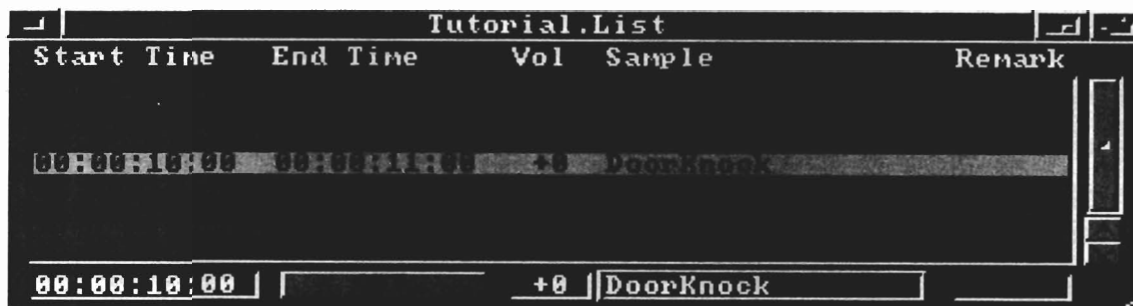 Tutorial.List
Start Time End Time Vol Sample Remark
00:00:10:00 00:00:11:00 +0 DoorKnock
00:00:10:00 +0 DoorKnock